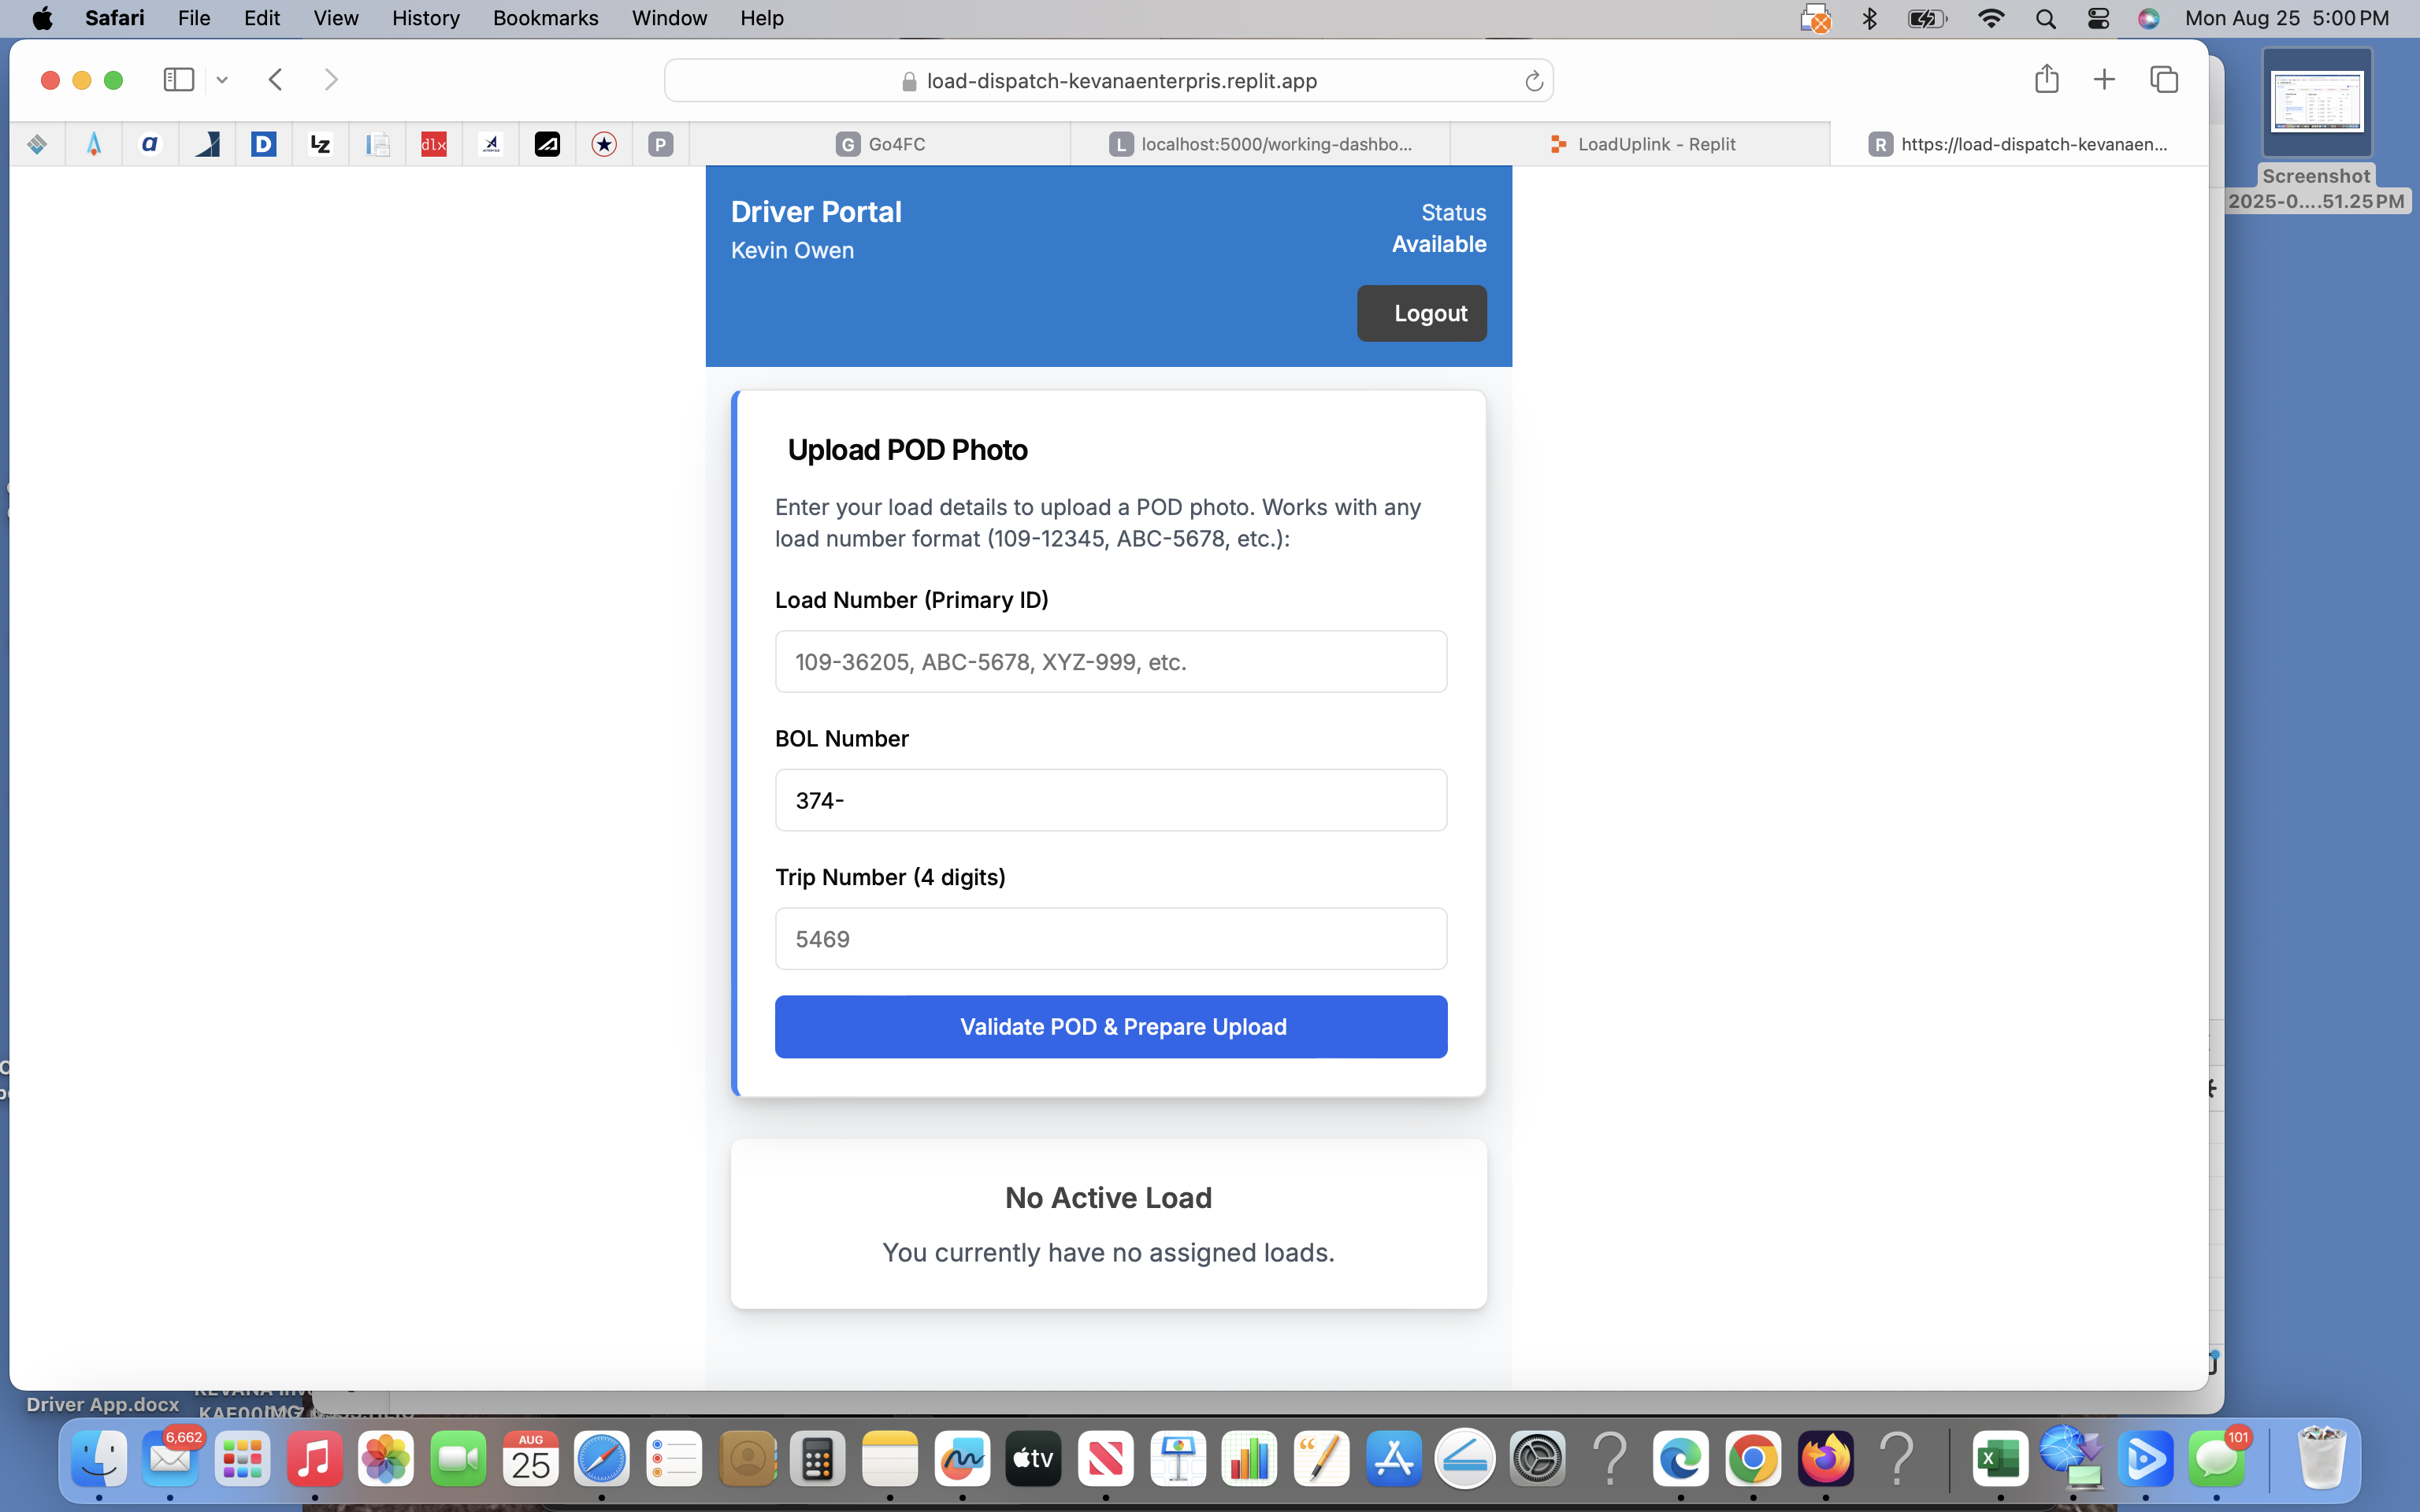 Safari File Edit View History Bookmarks Window Help Mon Aug 25 5:00 PM
load-dispatch-kevanaenterpris.replit.app
a D LZ dlx P G Go4FC L localhost:5000/working-dashbo... LoadUplink - Replit R https://load-dispatch-kevanaen...
Screenshot
2025-0....51.25 PM
Driver Portal
Kevin Owen
Status
Available
Logout
Upload POD Photo
Enter your load details to upload a POD photo. Works with any
load number format (109-12345, ABC-5678, etc.):
Load Number (Primary ID)
109-36205, ABC-5678, XYZ-999, etc.
BOL Number
374-
Trip Number (4 digits)
5469
Validate POD & Prepare Upload
No Active Load
You currently have no assigned loads.
Driver App.docx
6,662
AUG
25
tv
101